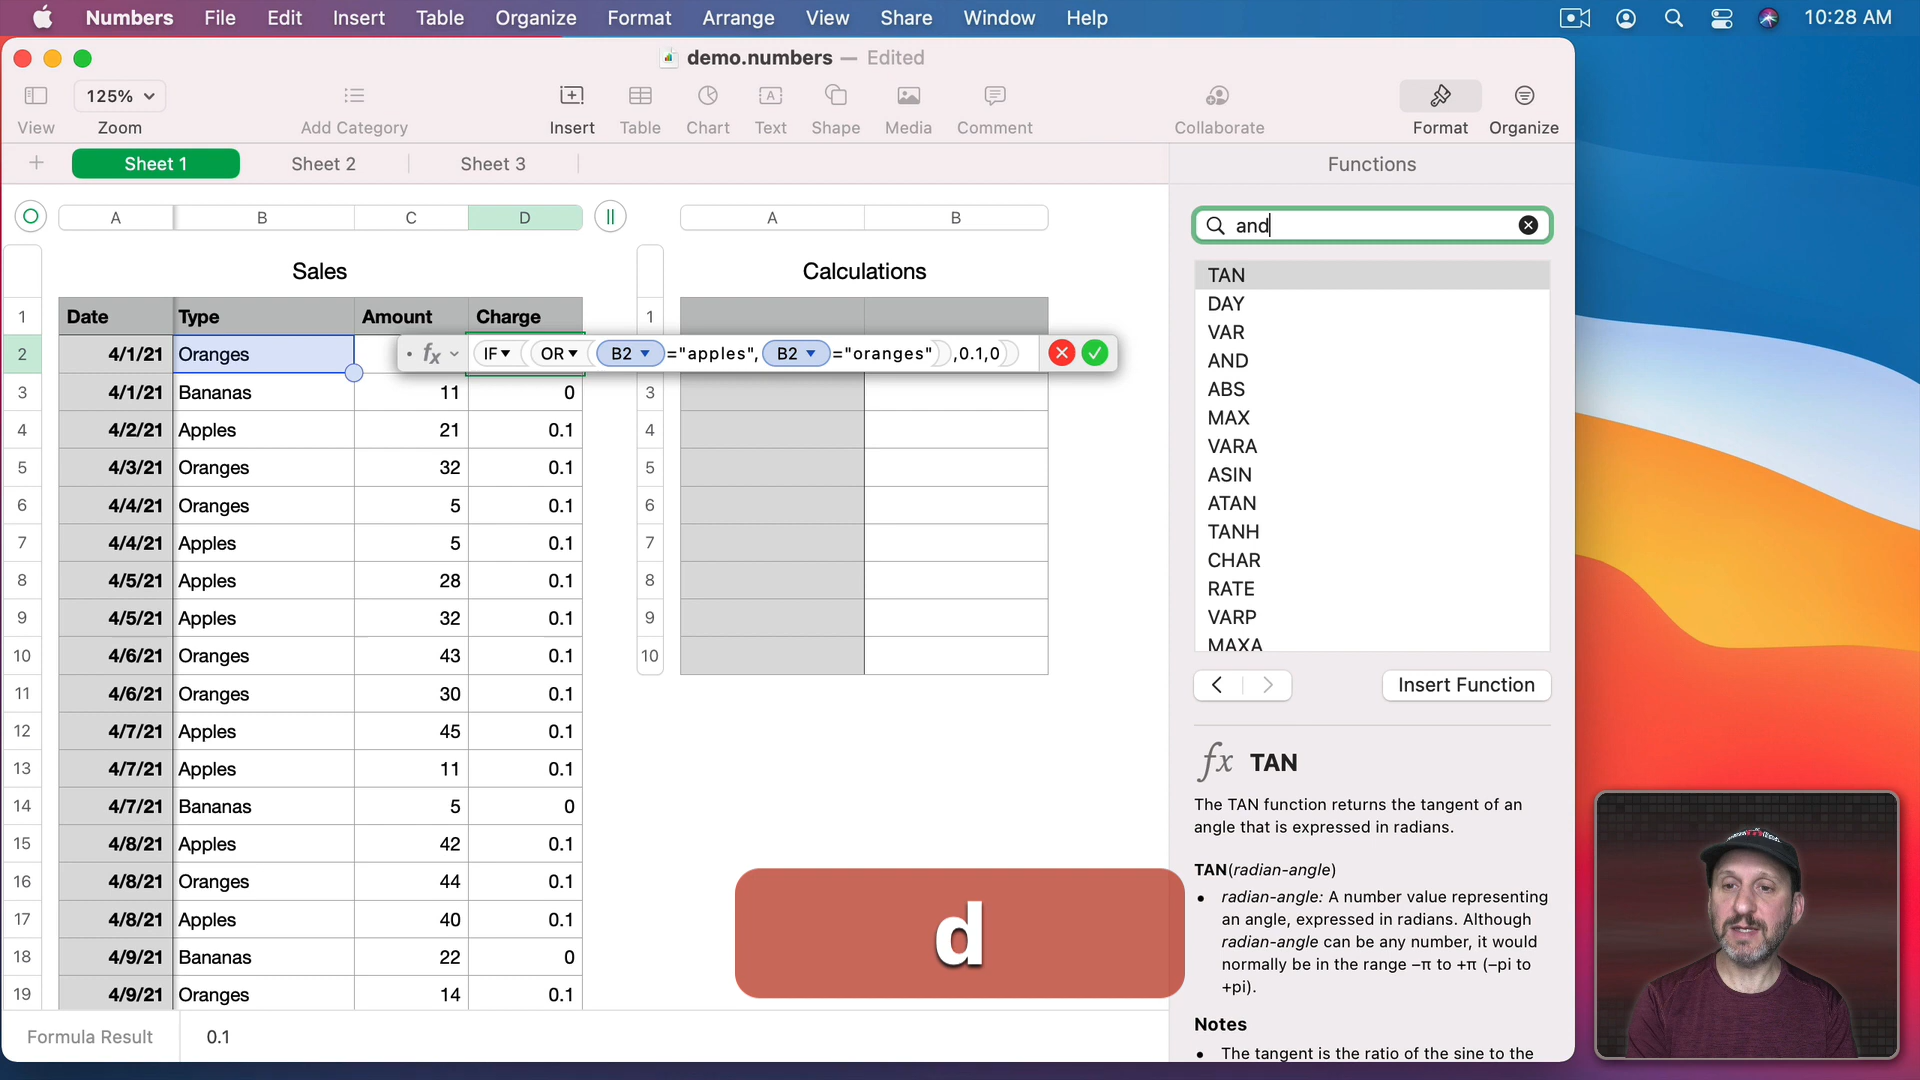 Numbers File Edit Insert Table Organize Format Arrange View Share Window Help 10:28 AM
demo.numbers — Edited
125%
View Zoom Add Category Insert Table Chart Text Shape Media Comment Collaborate Format Organize
Sheet 1 Sheet 2 Sheet 3 Functions
A B C D A B
and
Sales Calculations
1 Date Type Amount Charge 1
2 4/1/21 Oranges fx IF OR B2 ="apples", B2 ="oranges" ,0.1,0
3 4/1/21 Bananas 11 0 3
4 4/2/21 Apples 21 0.1 4
5 4/3/21 Oranges 32 0.1 5
6 4/4/21 Oranges 5 0.1 6
7 4/4/21 Apples 5 0.1 7
8 4/5/21 Apples 28 0.1 8
9 4/5/21 Apples 32 0.1 9
10 4/6/21 Oranges 43 0.1 10
11 4/6/21 Oranges 30 0.1
12 4/7/21 Apples 45 0.1
13 4/7/21 Apples 11 0.1
14 4/7/21 Bananas 5 0
15 4/8/21 Apples 42 0.1
16 4/8/21 Oranges 44 0.1
17 4/8/21 Apples 40 0.1
18 4/9/21 Bananas 22 0
19 4/9/21 Oranges 14 0.1
Formula Result 0.1
TAN
DAY
VAR
AND
ABS
MAX
VARA
ASIN
ATAN
TANH
CHAR
RATE
VARP
MAXA
Insert Function
fx TAN
The TAN function returns the tangent of an
angle that is expressed in radians.
TAN(radian-angle)
• radian-angle: A number value representing
an angle, expressed in radians. Although
radian-angle can be any number, it would
normally be in the range –π to +π (–pi to
+pi).
Notes
• The tangent is the ratio of the sine to the
d